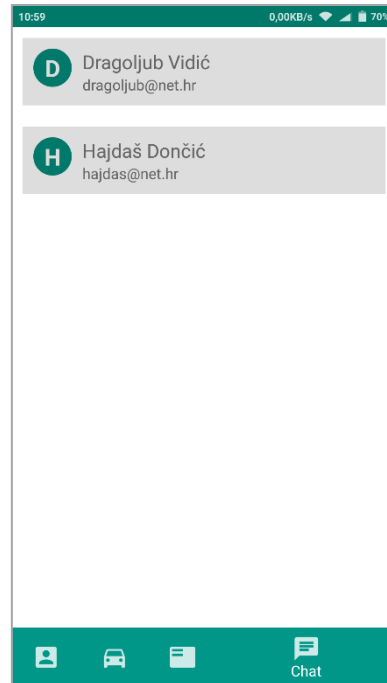 10:59 0,00KB/s 70%
D
Dragoljub Vidić
dragoljub@net.hr
H
Hajdaš Dončić
hajdas@net.hr
Chat